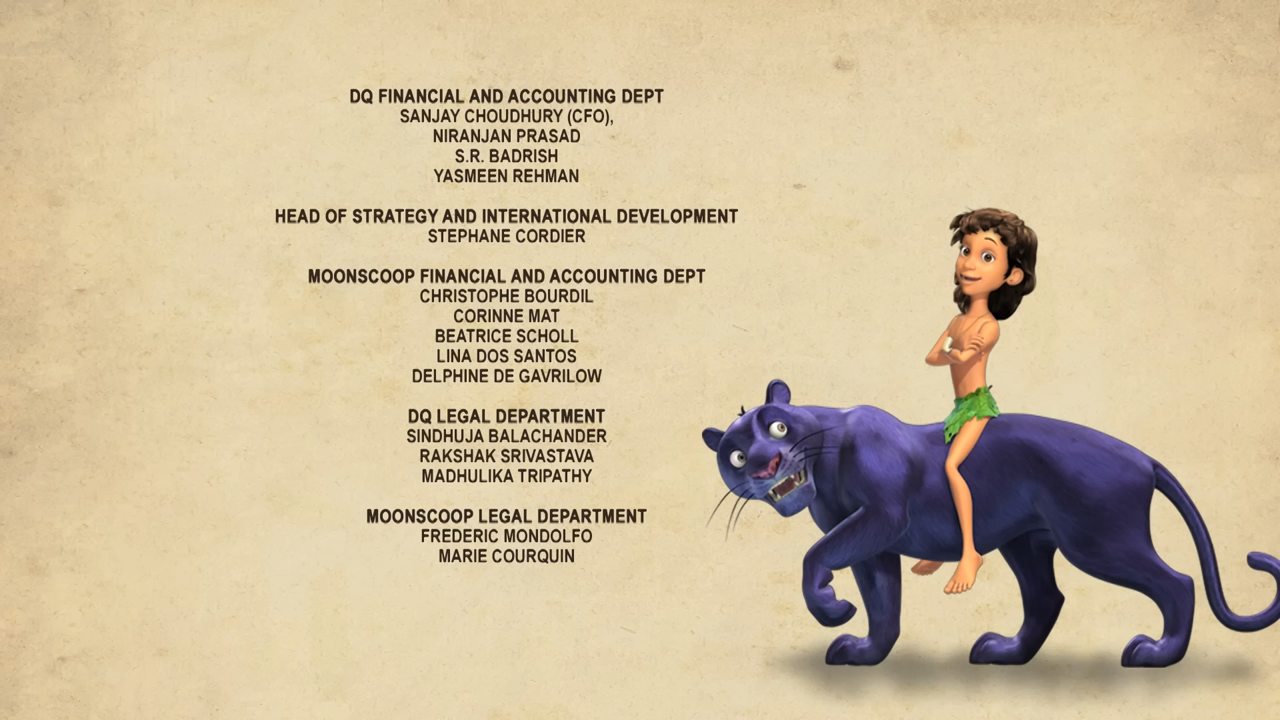 DQ FINANCIAL AND ACCOUNTING DEPT
SANJAY CHOUDHURY (CFO),
NIRANJAN PRASAD
S.R. BADRISH
YASMEEN REHMAN
HEAD OF STRATEGY AND INTERNATIONAL DEVELOPMENT
STEPHANE CORDIER
MOONSCOOP FINANCIAL AND ACCOUNTING DEPT
CHRISTOPHE BOURDIL
CORINNE MAT
BEATRICE SCHOLL
LINA DOS SANTOS
DELPHINE DE GAVRILOW
DQ LEGAL DEPARTMENT
SINDHUJA BALACHANDER
RAKSHAK SRIVASTAVA
MADHULIKA TRIPATHY
MOONSCOOP LEGAL DEPARTMENT
FREDERIC MONDOLFO
MARIE COURQUIN